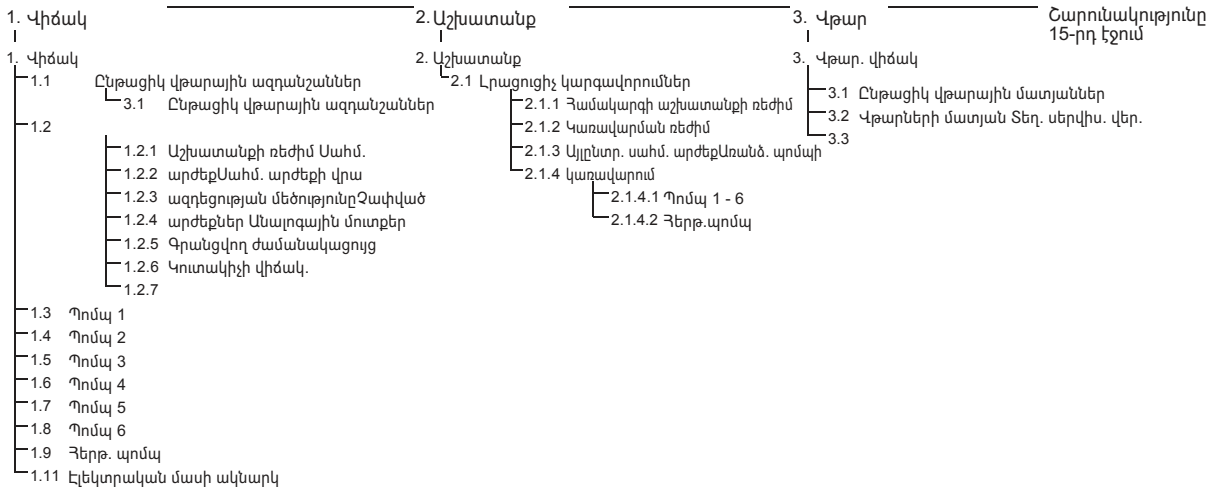 1. Վիճակ
2. Աշխատանք
3. Վթար
Շարունակությունը
15-րդ էջում
1. Վիճակ
1.1 Ընթացիկ վթարային ազդանշաններ
3.1 Ընթացիկ վթարային ազդանշաններ
1.2
1.2.1 Աշխատանքի ռեժիմ Սահմ.
1.2.2 արժեքՍահմ. արժեքի վրա
1.2.3 ազդեցության մեծությունըՉափված
1.2.4 արժեքներ Անալոգային մուտքեր
1.2.5 Գրանցվող ժամանակացույց
1.2.6 Կուտակիչի վիճակ.
1.2.7
1.3 Պոմպ 1
1.4 Պոմպ 2
1.5 Պոմպ 3
1.6 Պոմպ 4
1.7 Պոմպ 5
1.8 Պոմպ 6
1.9 Հերթ. պոմպ
1.11 Էլեկտրական մասի ակնարկ
2. Աշխատանք
2.1 Լրացուցիչ կարգավորումներ
2.1.1 Համակարգի աշխատանքի ռեժիմ
2.1.2 Կառավարման ռեժիմ
2.1.3 Այլընտր. սահմ. արժեքԱռանձ. պոմպի
2.1.4 կառավարում
2.1.4.1 Պոմպ 1 - 6
2.1.4.2 Հերթ.պոմպ
3. Վթար. վիճակ
3.1 Ընթացիկ վթարային մատյաններ
3.2 Վթարների մատյան Տեղ. սերվիս. վեր.
3.3